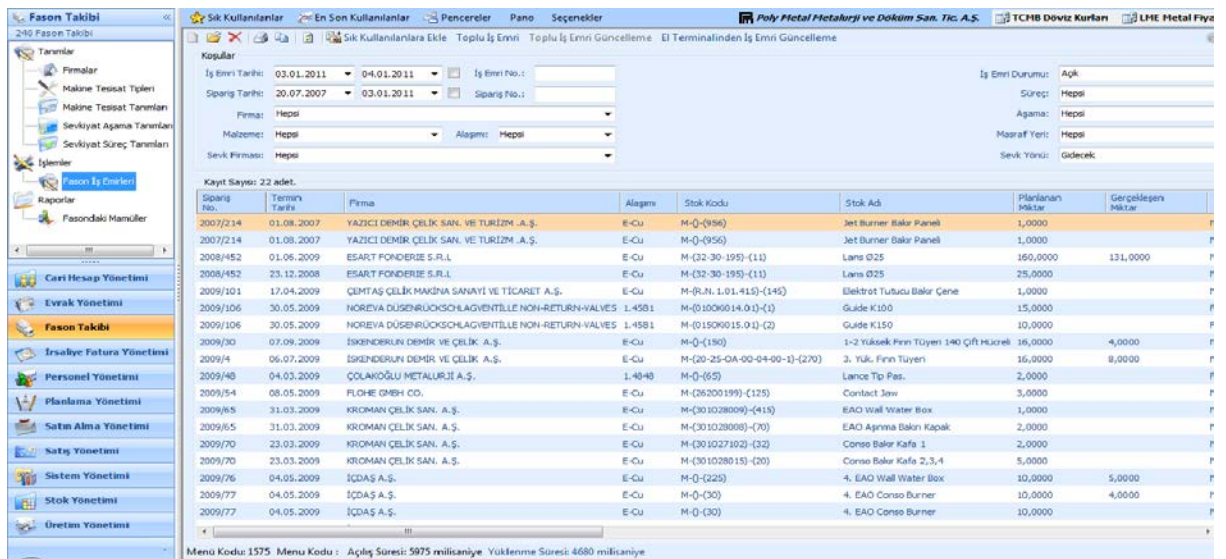 Fason Takibi «
240 Fason Takibi
Tanımlar
Firmalar
Makine Tesisat Tipleri
Makine Tesisat Tanımları
Sevkiyat Aşama Tanımları
Sevkiyat Süreç Tanımları
İşlemler
Fason İş Emirleri
Raporlar
Fasondaki Mamüller
Cari Hesap Yönetimi
Evrak Yönetimi
Fason Takibi
İrsaliye Fatura Yönetimi
Personel Yönetimi
Planlama Yönetimi
Satın Alma Yönetimi
Satış Yönetimi
Sistem Yönetimi
Stok Yönetimi
Üretim Yönetimi
Sık Kullanılanlar En Son Kullanılanlar Pencereler Pano Seçenekler Poly Metal Metalurji ve Döküm San. Tic. A.Ş. TCMB Döviz Kurları LME Metal Fiya
Sık Kullanılanlara Ekle Toplu İş Emri Toplu İş Emri Güncelleme El Terminalinden İş Emri Güncelleme
Koşullar
İş Emri Tarihi: 03.01.2011 04.01.2011 İş Emri No.: İş Emri Durumu: Açık
Sipariş Tarihi: 20.07.2007 03.01.2011 Sipariş No.: Süreç: Hepsi
Firma: Hepsi Aşama: Hepsi
Malzeme: Hepsi Alaşım: Hepsi Masraf Yeri: Hepsi
Sevk Firması: Hepsi Sevk Yönü: Gidecek
Kayıt Sayısı: 22 adet.
Sipariş No. Termin Tarihi Firma Alaşım Stok Kodu Stok Adı Planlanan Miktar Gerçekleşen Miktar
2007/214 01.08.2007 YAZICI DEMİR ÇELİK SAN. VE TURİZM .A.Ş. E-Cu M-()-(956) Jet Burner Bakır Paneli 1,0000
2007/214 01.08.2007 YAZICI DEMİR ÇELİK SAN. VE TURİZM .A.Ş. E-Cu M-()-(956) Jet Burner Bakır Paneli 1,0000
2008/452 01.06.2009 ESART FONDERIE S.R.L E-Cu M-(32-30-195)-(11) Lans Ø25 160,0000 131,0000
2008/452 23.12.2008 ESART FONDERIE S.R.L E-Cu M-(32-30-195)-(11) Lans Ø25 25,0000
2009/101 17.04.2009 ÇEMTAŞ ÇELİK MAKİNA SANAYİ VE TİCARET A.Ş. E-Cu M-(R.N. 1.01.415)-(145) Elektrot Tutucu Bakır Çene 1,0000
2009/106 30.05.2009 NOREVA DÜSENRÜCKSCHLAGVENTİLLE NON-RETURN-VALVES 1.4581 M-(0100K014.01)-(1) Guide K100 15,0000
2009/106 30.05.2009 NOREVA DÜSENRÜCKSCHLAGVENTİLLE NON-RETURN-VALVES 1.4581 M-(0150K015.01)-(2) Guide K150 10,0000
2009/30 07.09.2009 İSKENDERUN DEMİR VE ÇELİK A.Ş. E-Cu M-()-(150) 1-2 Yüksek Fırın Tüyeri 140 Çift Hücreli 16,0000 4,0000
2009/4 06.07.2009 İSKENDERUN DEMİR VE ÇELİK A.Ş. E-Cu M-(20-25-OA-00-04-00-1)-(270) 3. Yük. Fırın Tüyeri 16,0000 8,0000
2009/48 04.03.2009 ÇOLAKOĞLU METALURJİ A.Ş. 1.4848 M-()-(65) Lance Tip Pas. 2,0000
2009/54 08.05.2009 FLOHE GMBH CO. E-Cu M-(26200199)-(125) Contact Jaw 3,0000
2009/65 31.03.2009 KROMAN ÇELİK SAN. A.Ş. E-Cu M-(301028009)-(415) EAO Wall Water Box 1,0000
2009/65 31.03.2009 KROMAN ÇELİK SAN. A.Ş. E-Cu M-(301028008)-(70) EAO Aşınma Bakırı Kapak 2,0000
2009/70 23.03.2009 KROMAN ÇELİK SAN. A.Ş. E-Cu M-(301027102)-(32) Conso Bakır Kafa 1 2,0000
2009/70 23.03.2009 KROMAN ÇELİK SAN. A.Ş. E-Cu M-(301028015)-(20) Conso Bakır Kafa 2,3,4 5,0000
2009/76 04.05.2009 İÇDAŞ A.Ş. E-Cu M-()-(225) 4. EAO Wall Water Box 10,0000 5,0000
2009/77 04.05.2009 İÇDAŞ A.Ş. E-Cu M-()-(30) 4. EAO Conso Burner 10,0000 4,0000
2009/77 04.05.2009 İÇDAŞ A.Ş. E-Cu M-()-(30) 4. EAO Conso Burner 10,0000
Menü Kodu: 1575 Menu Kodu : Açılış Süresi: 5975 milisaniye Yüklenme Süresi: 4680 milisaniye